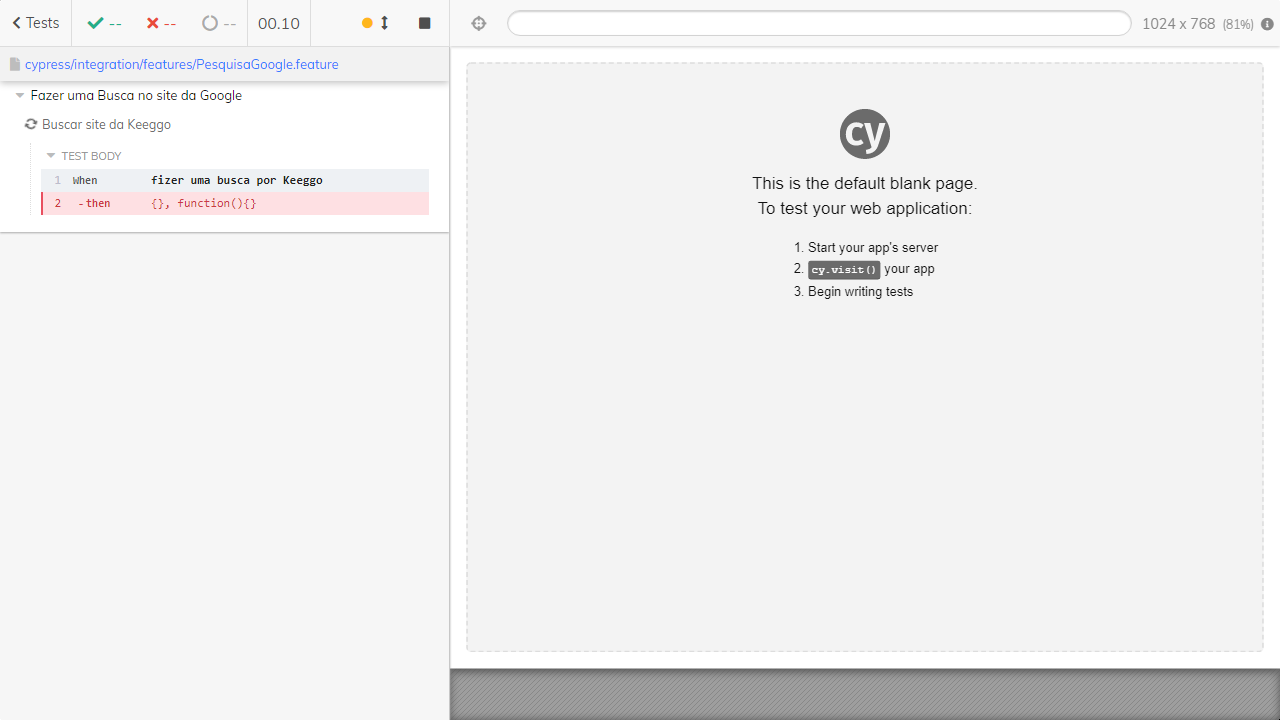 Tests -- -- -- 00.10 1024 x 768 (81%)
cypress/integration/features/PesquisaGoogle.feature
Fazer uma Busca no site da Google
Buscar site da Keeggo
TEST BODY
1 When fizer uma busca por Keeggo
2 -then {}, function(){}
cy
This is the default blank page.
To test your web application:
1. Start your app's server
2. cy.visit() your app
3. Begin writing tests